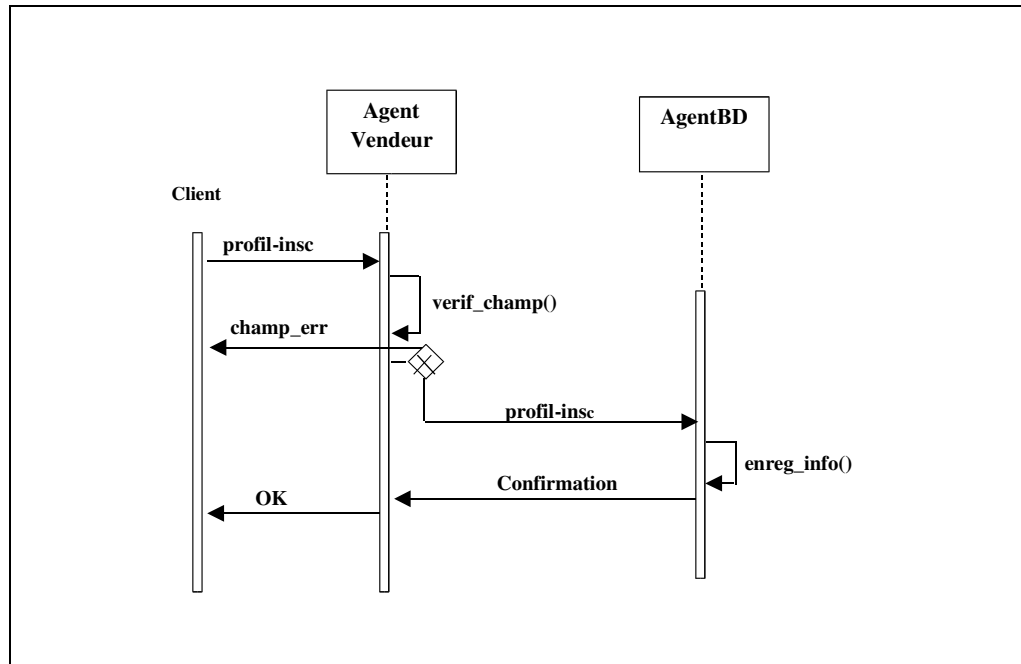 Agent
Vendeur
AgentBD
Client
profil-insc
verif_champ()
champ_err
profil-insc
enreg_info()
Confirmation
OK